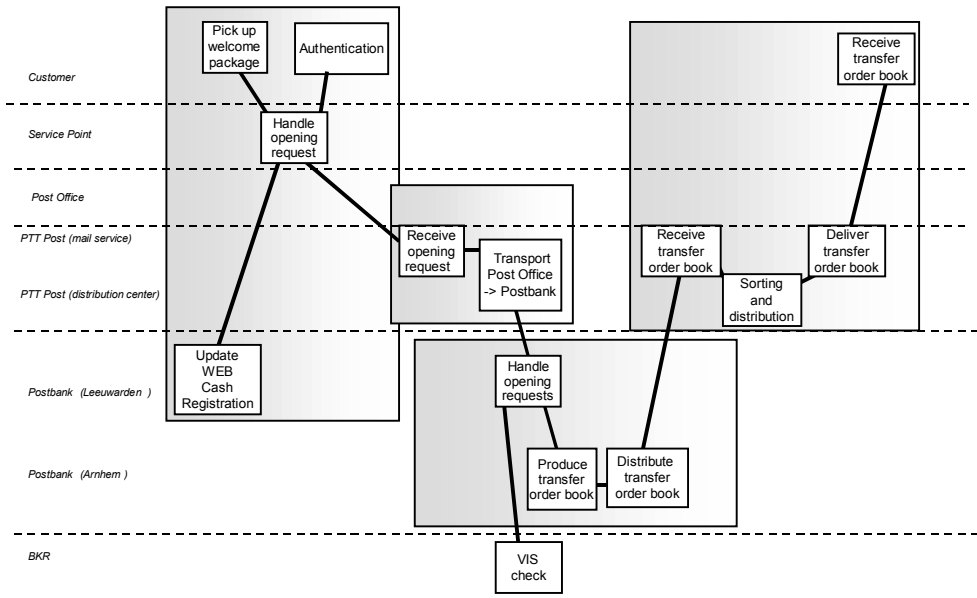 Pick up
welcome
package
Authentication
Receive
transfer
order book
Customer
Handle
opening
request
Service Point
Post Office
PTT Post (mail service)
Receive
opening
request
Transport
Post Office
-> Postbank
Receive
transfer
order book
Deliver
transfer
order book
Sorting
and
distribution
PTT Post (distribution center)
Update
WEB
Cash
Registration
Handle
opening
requests
Postbank (Leeuwarden )
Produce
transfer
order book
Distribute
transfer
order book
Postbank (Arnhem )
BKR
VIS
check